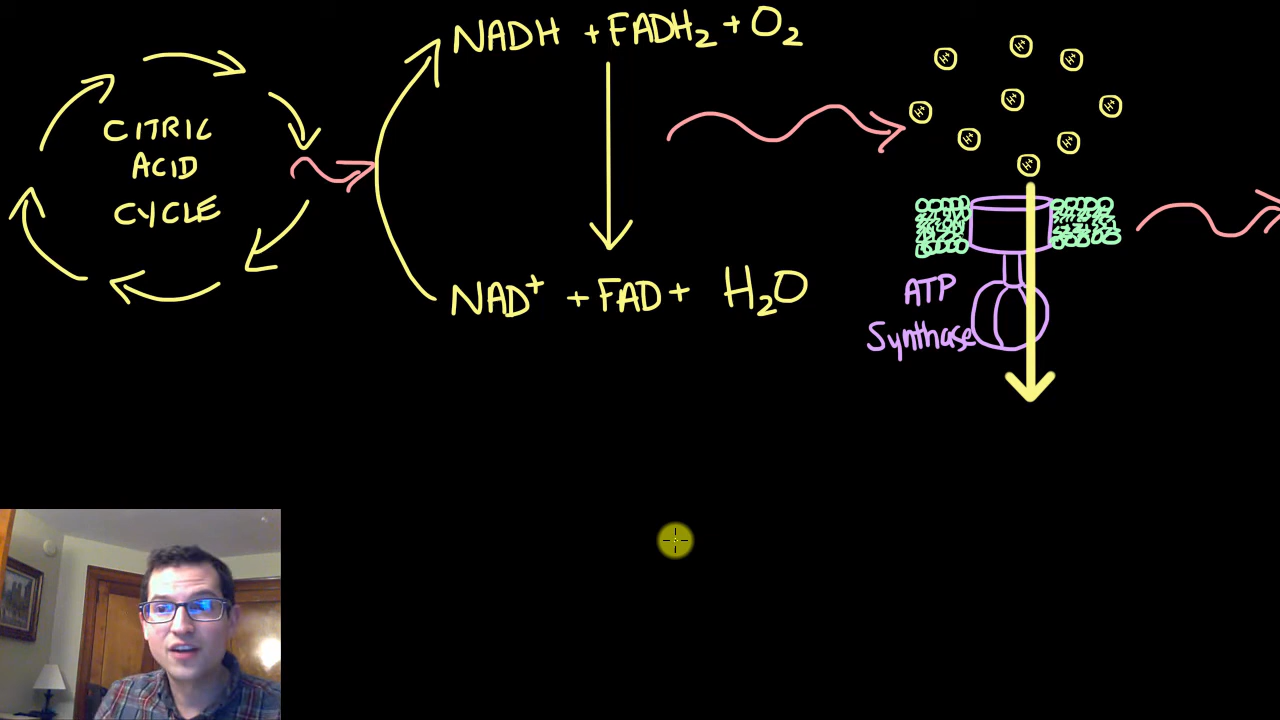 NADH + FADH₂ + O₂
H⁺
H⁺
H⁺
H⁺
H⁺
H⁺
H⁺
H⁺
H⁺
CITRIC
ACID
CYCLE
NAD⁺ + FAD + H₂O
ATP
Synthase